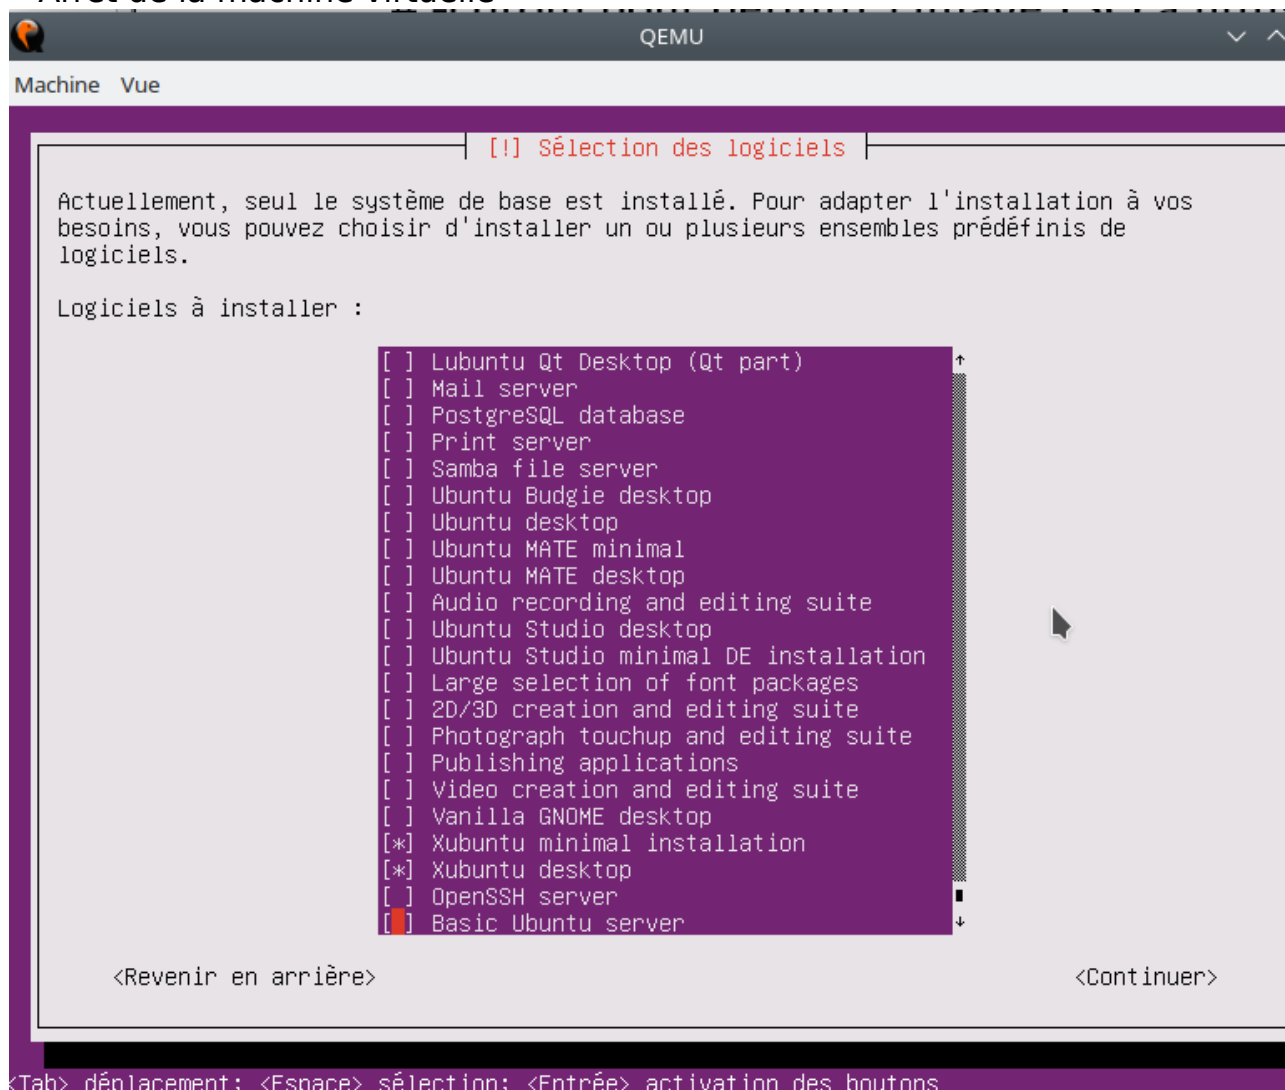 Arrêt de la machine virtuelle
QEMU
Machine Vue
[!] Sélection des logiciels
Actuellement, seul le système de base est installé. Pour adapter l'installation à vos
besoins, vous pouvez choisir d'installer un ou plusieurs ensembles prédéfinis de
logiciels.
Logiciels à installer :
[ ] Lubuntu Qt Desktop (Qt part)
[ ] Mail server
[ ] PostgreSQL database
[ ] Print server
[ ] Samba file server
[ ] Ubuntu Budgie desktop
[ ] Ubuntu desktop
[ ] Ubuntu MATE minimal
[ ] Ubuntu MATE desktop
[ ] Audio recording and editing suite
[ ] Ubuntu Studio desktop
[ ] Ubuntu Studio minimal DE installation
[ ] Large selection of font packages
[ ] 2D/3D creation and editing suite
[ ] Photograph touchup and editing suite
[ ] Publishing applications
[ ] Video creation and editing suite
[ ] Vanilla GNOME desktop
[*] Xubuntu minimal installation
[*] Xubuntu desktop
[ ] OpenSSH server
[ ] Basic Ubuntu server
<Revenir en arrière> <Continuer>
<Tab> déplacement; <Espace> sélection; <Entrée> activation des boutons